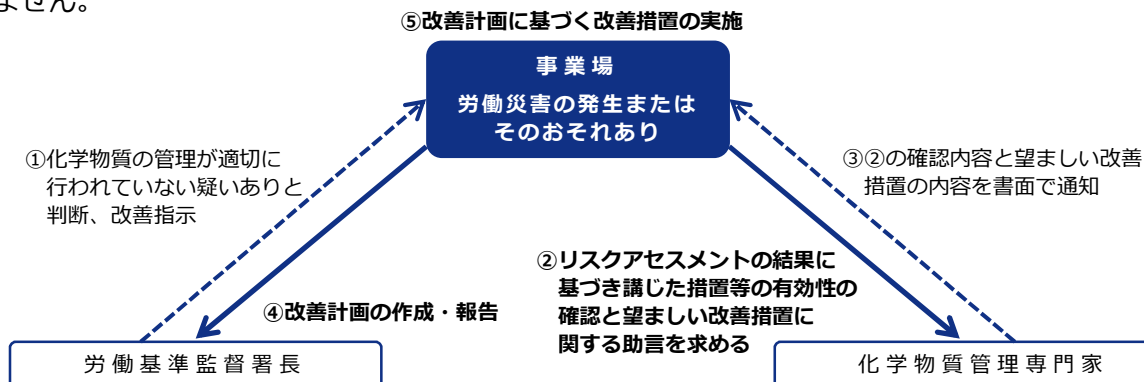 ません。
⑤改善計画に基づく改善措置の実施
事業場
労働災害の発生または
そのおそれあり
①化学物質の管理が適切に
行われていない疑いありと
判断、改善指示
③②の確認内容と望ましい改善
措置の内容を書面で通知
②リスクアセスメントの結果に
基づき講じた措置等の有効性の
確認と望ましい改善措置に
関する助言を求める
④改善計画の作成・報告
労働基準監督署長
化学物質管理専門家